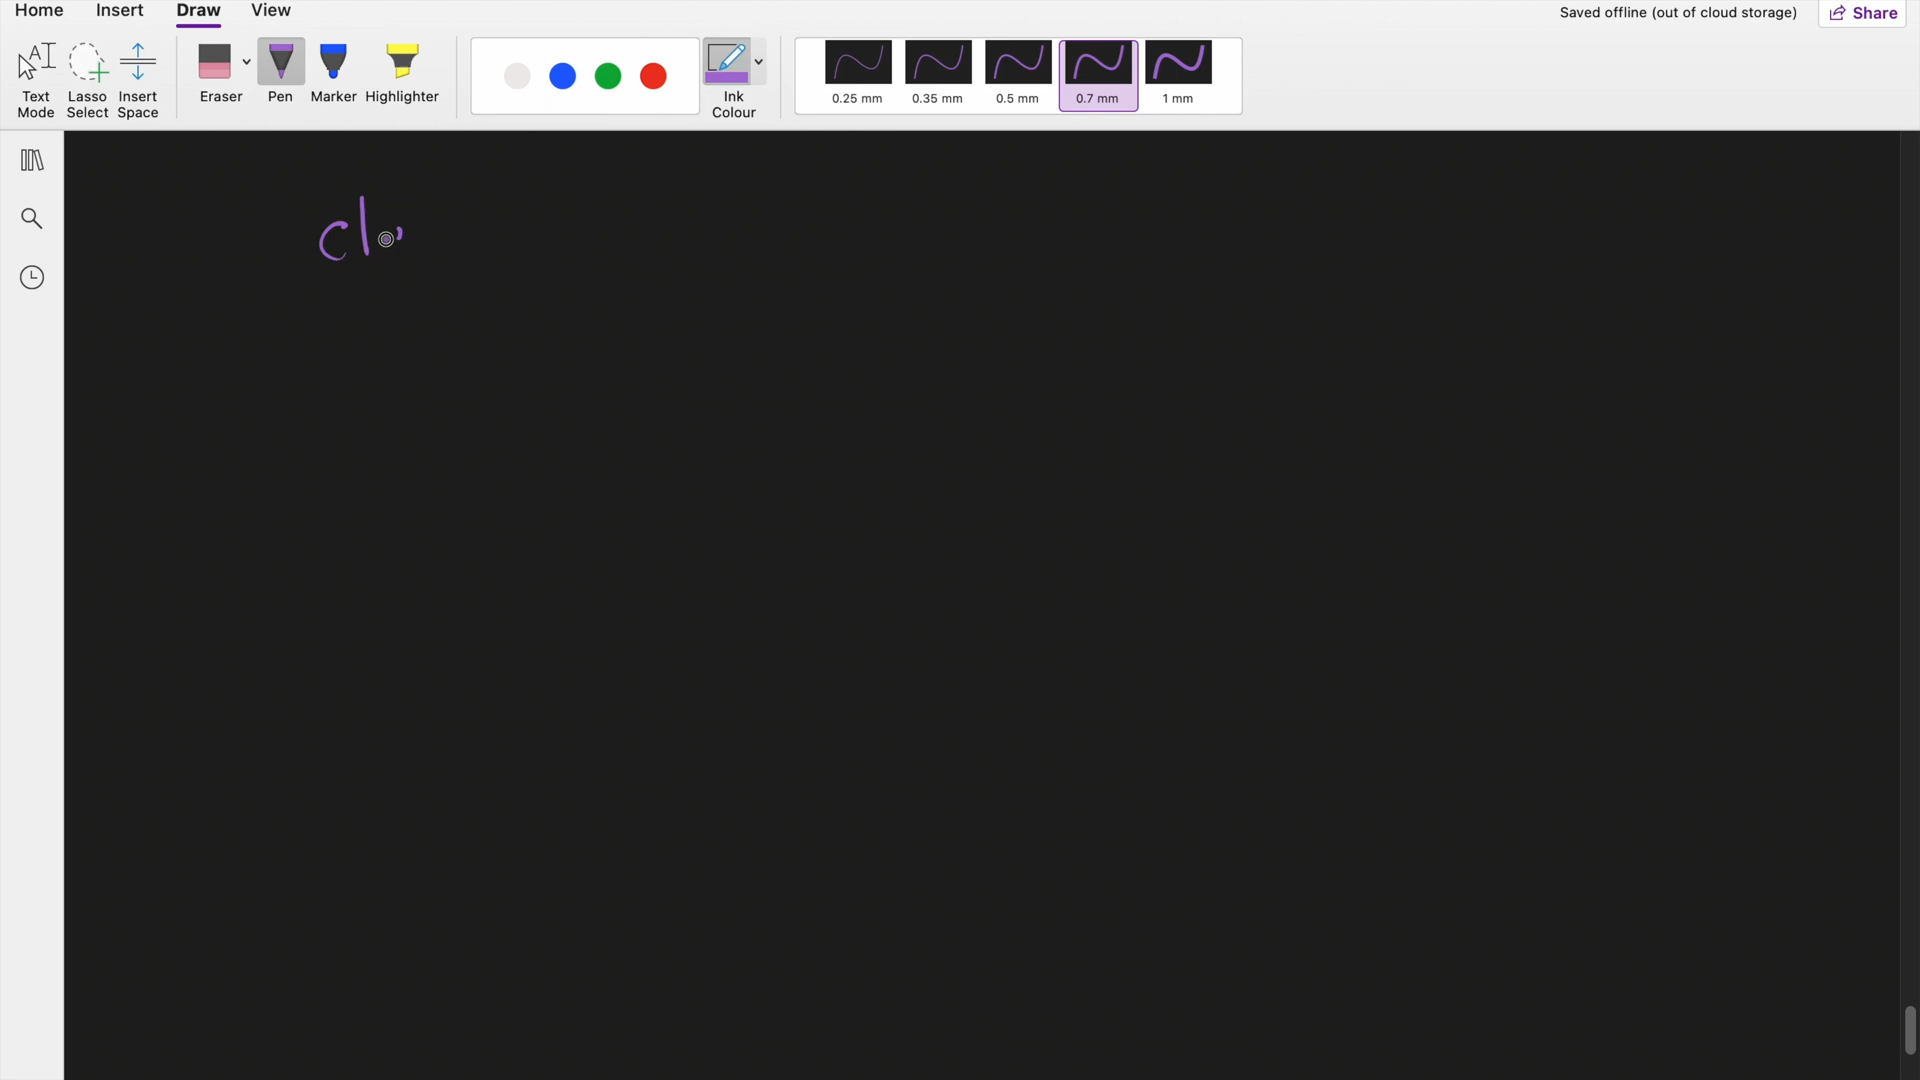 Home Insert Draw View Saved offline (out of cloud storage) Share
Text Mode Lasso Select Insert Space Eraser Pen Marker Highlighter Ink Colour 0.25 mm 0.35 mm 0.5 mm 0.7 mm 1 mm
cl